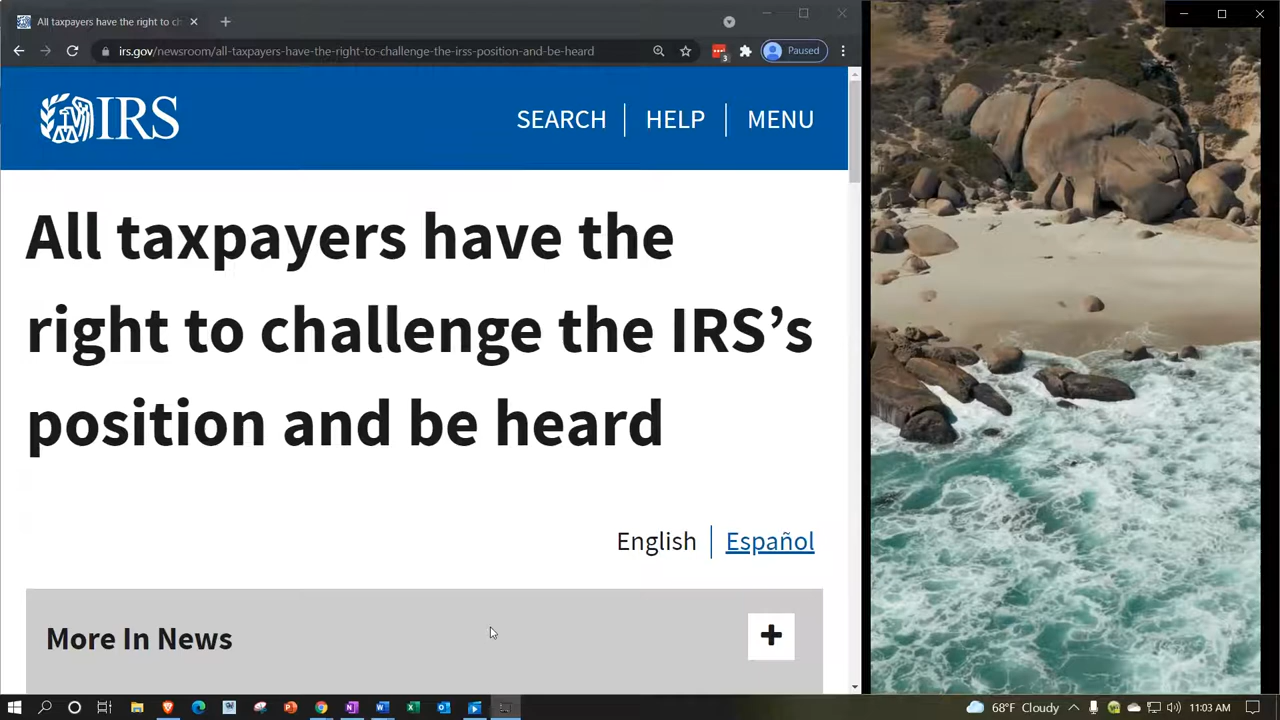 All taxpayers have the right to ch
irs.gov/newsroom/all-taxpayers-have-the-right-to-challenge-the-irss-position-and-be-heard
3
Paused
IRS
SEARCH
HELP
MENU
All taxpayers have the
right to challenge the IRS’s
position and be heard
English
Español
More In News
68°F Cloudy
11:03 AM